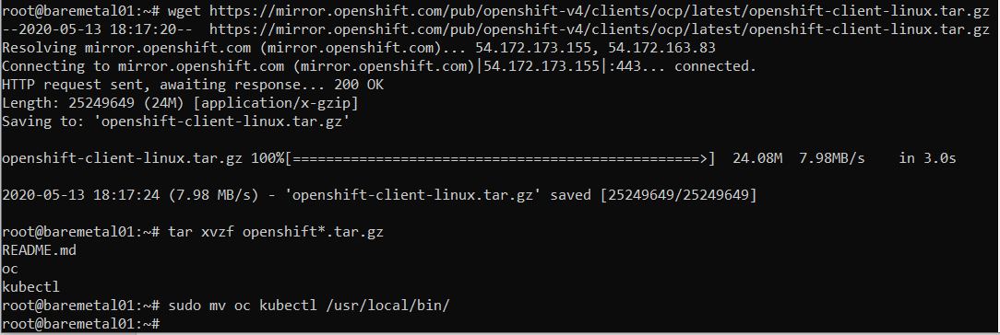 root@baremetal01:~# wget https://mirror.openshift.com/pub/openshift-v4/clients/ocp/latest/openshift-client-linux.tar.gz
--2020-05-13 18:17:20--  https://mirror.openshift.com/pub/openshift-v4/clients/ocp/latest/openshift-client-linux.tar.gz
Resolving mirror.openshift.com (mirror.openshift.com)... 54.172.173.155, 54.172.163.83
Connecting to mirror.openshift.com (mirror.openshift.com)|54.172.173.155|:443... connected.
HTTP request sent, awaiting response... 200 OK
Length: 25249649 (24M) [application/x-gzip]
Saving to: 'openshift-client-linux.tar.gz'
openshift-client-linux.tar.gz 100%[=================================================>]  24.08M  7.98MB/s    in 3.0s
2020-05-13 18:17:24 (7.98 MB/s) - 'openshift-client-linux.tar.gz' saved [25249649/25249649]
root@baremetal01:~# tar xvzf openshift*.tar.gz
README.md
oc
kubectl
root@baremetal01:~# sudo mv oc kubectl /usr/local/bin/
root@baremetal01:~#